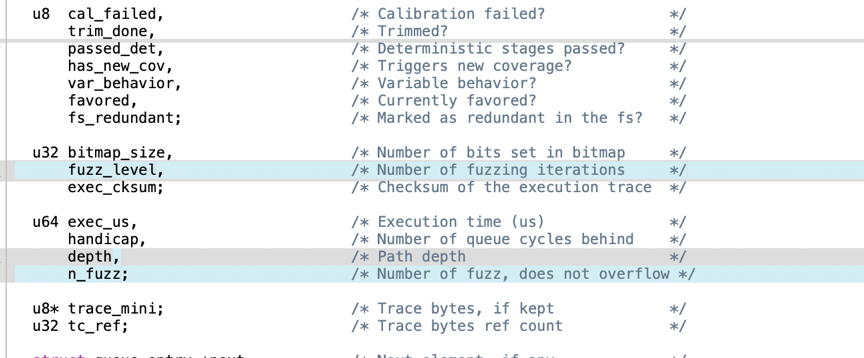 u8  cal_failed,                     /* Calibration failed?              */
    trim_done,                      /* Trimmed?                         */
    passed_det,                     /* Deterministic stages passed?     */
    has_new_cov,                    /* Triggers new coverage?           */
    var_behavior,                   /* Variable behavior?               */
    favored,                        /* Currently favored?               */
    fs_redundant;                   /* Marked as redundant in the fs?   */
u32 bitmap_size,                    /* Number of bits set in bitmap     */
    fuzz_level,                     /* Number of fuzzing iterations     */
    exec_cksum;                     /* Checksum of the execution trace  */
u64 exec_us,                        /* Execution time (us)              */
    handicap,                       /* Number of queue cycles behind    */
    depth,                          /* Path depth                       */
    n_fuzz;                         /* Number of fuzz, does not overflow */
u8* trace_mini;                     /* Trace bytes, if kept             */
u32 tc_ref;                         /* Trace bytes ref count            */